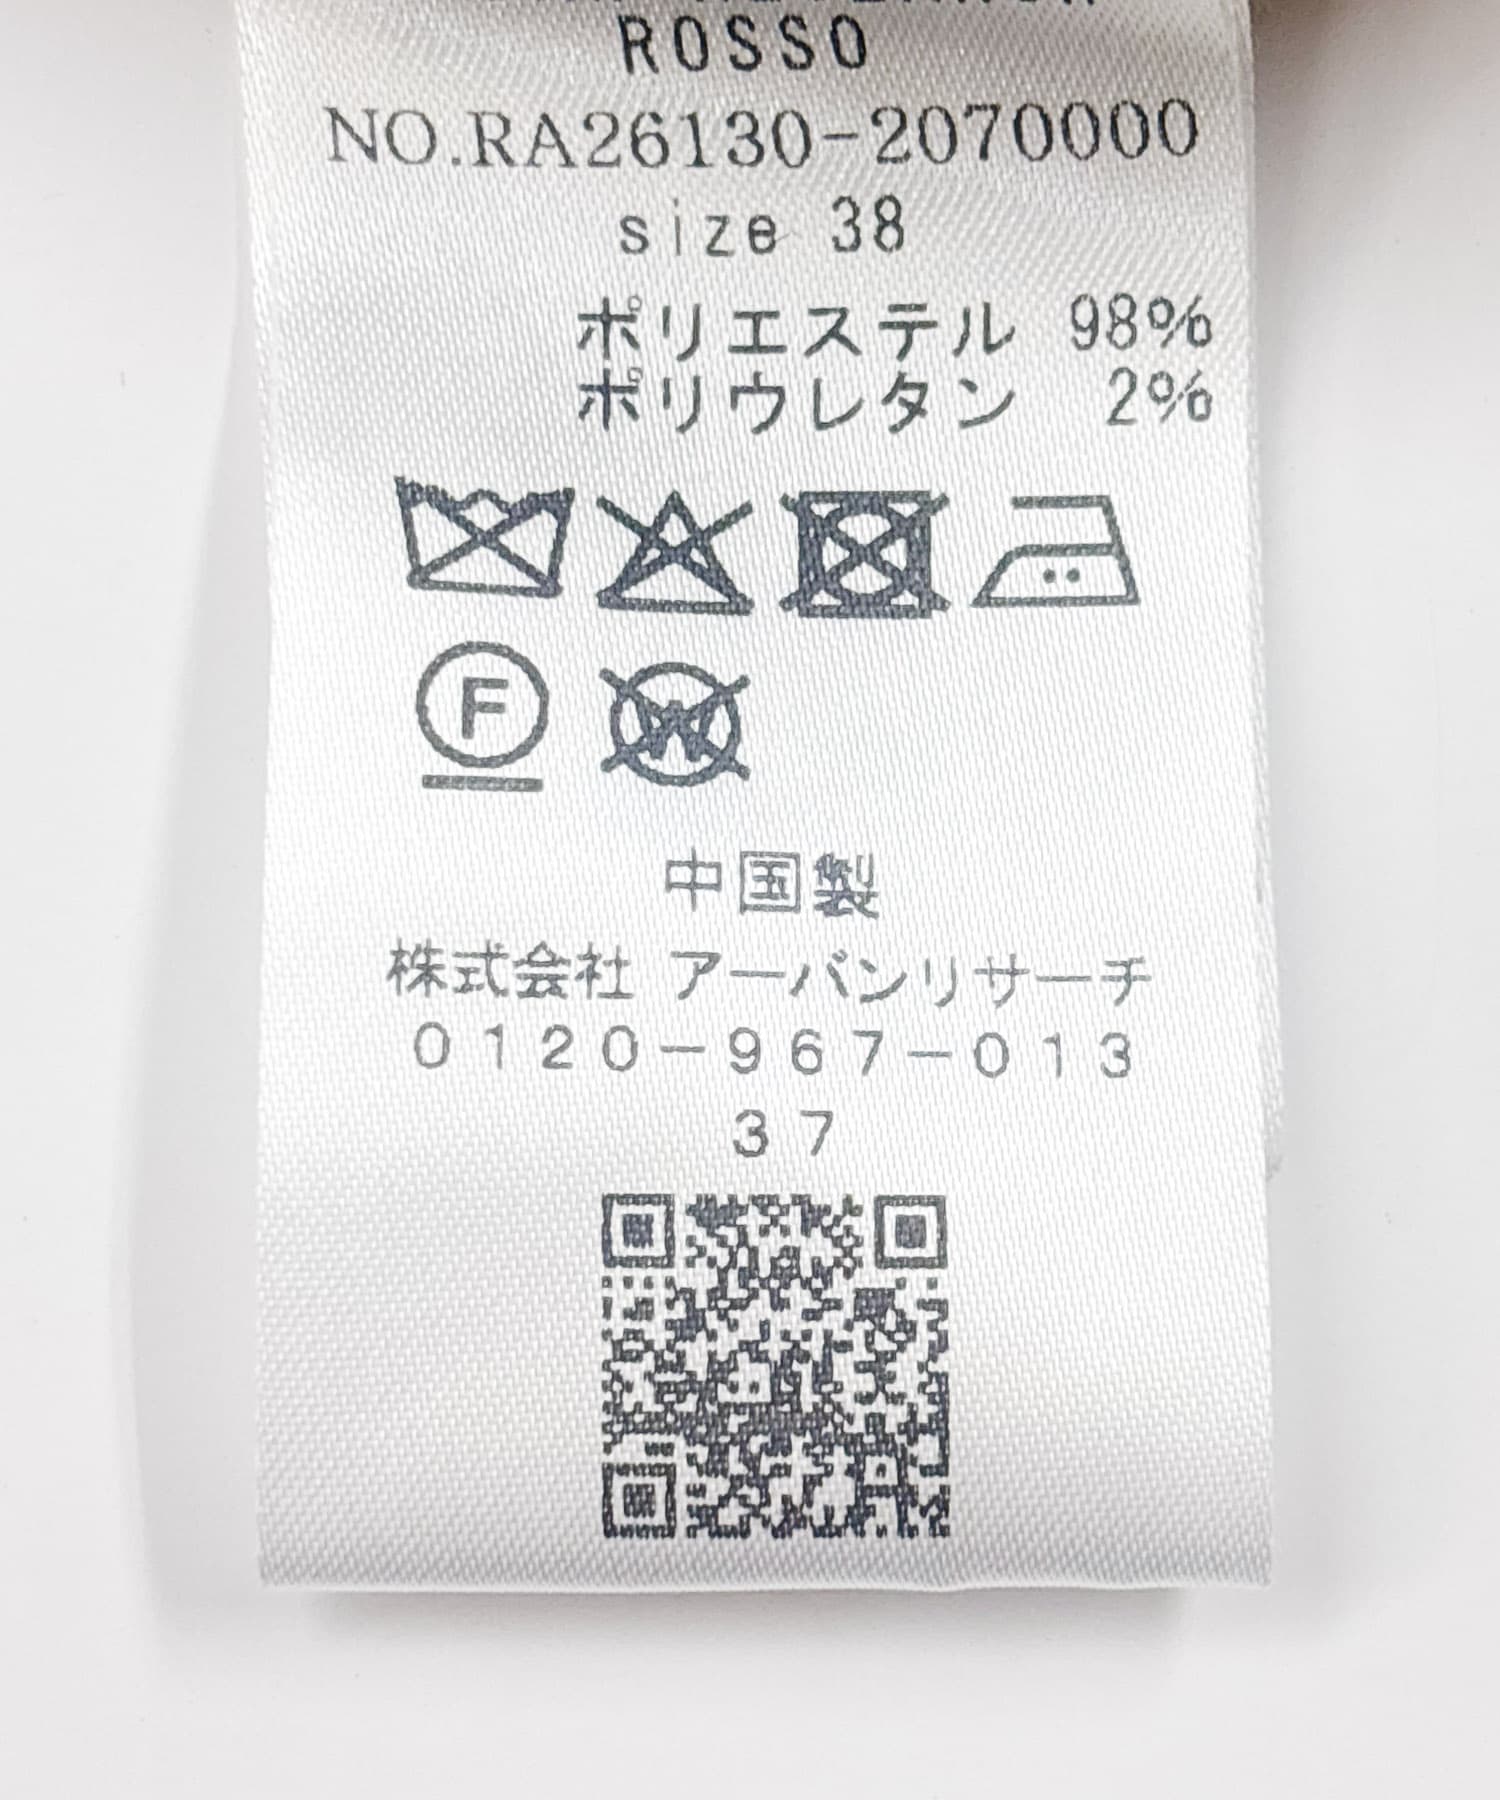 ROSSO
NO.RA26130-2070000
size 38
ポリエステル 98%
ポリウレタン 2%
F W
中国製
株式会社 アーバンリサーチ
0120-967-013
37